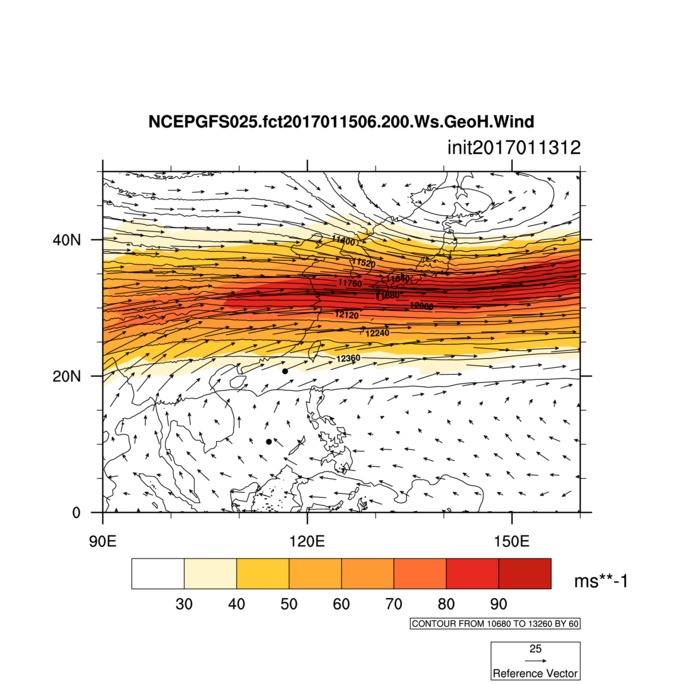 NCEPGFS025.fct2017011506.200.Ws.GeoH.Wind
init2017011312
40N
20N
0
11400
11520
11760
11640
11880
12000
12120
12240
12360
90E
120E
150E
30 40 50 60 70 80 90
ms**-1
CONTOUR FROM 10680 TO 13260 BY 60
25
Reference Vector